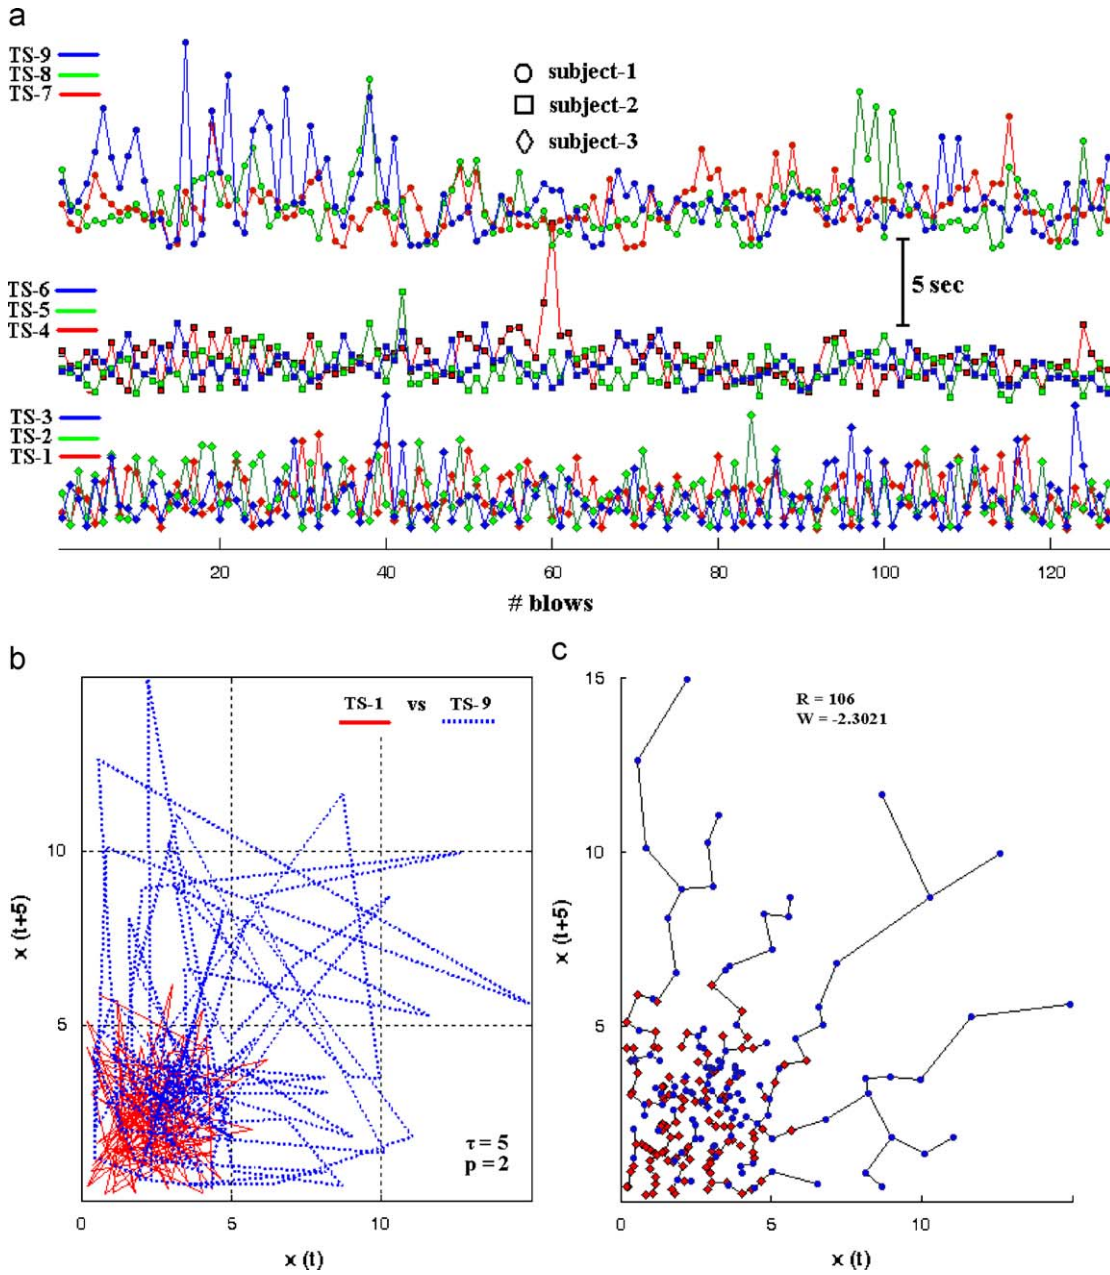 a
TS-9
TS-8
TS-7
subject-1
subject-2
subject-3
5 sec
TS-6
TS-5
TS-4
TS-3
TS-2
TS-1
20 40 60 80 100 120
# blows
b
TS-1 vs TS-9
10
5
x (t+5)
τ = 5
p = 2
0 5 10
x (t)
c
15
R = 106
W = -2.3021
10
x (t+5)
5
0
0 5 10
x (t)